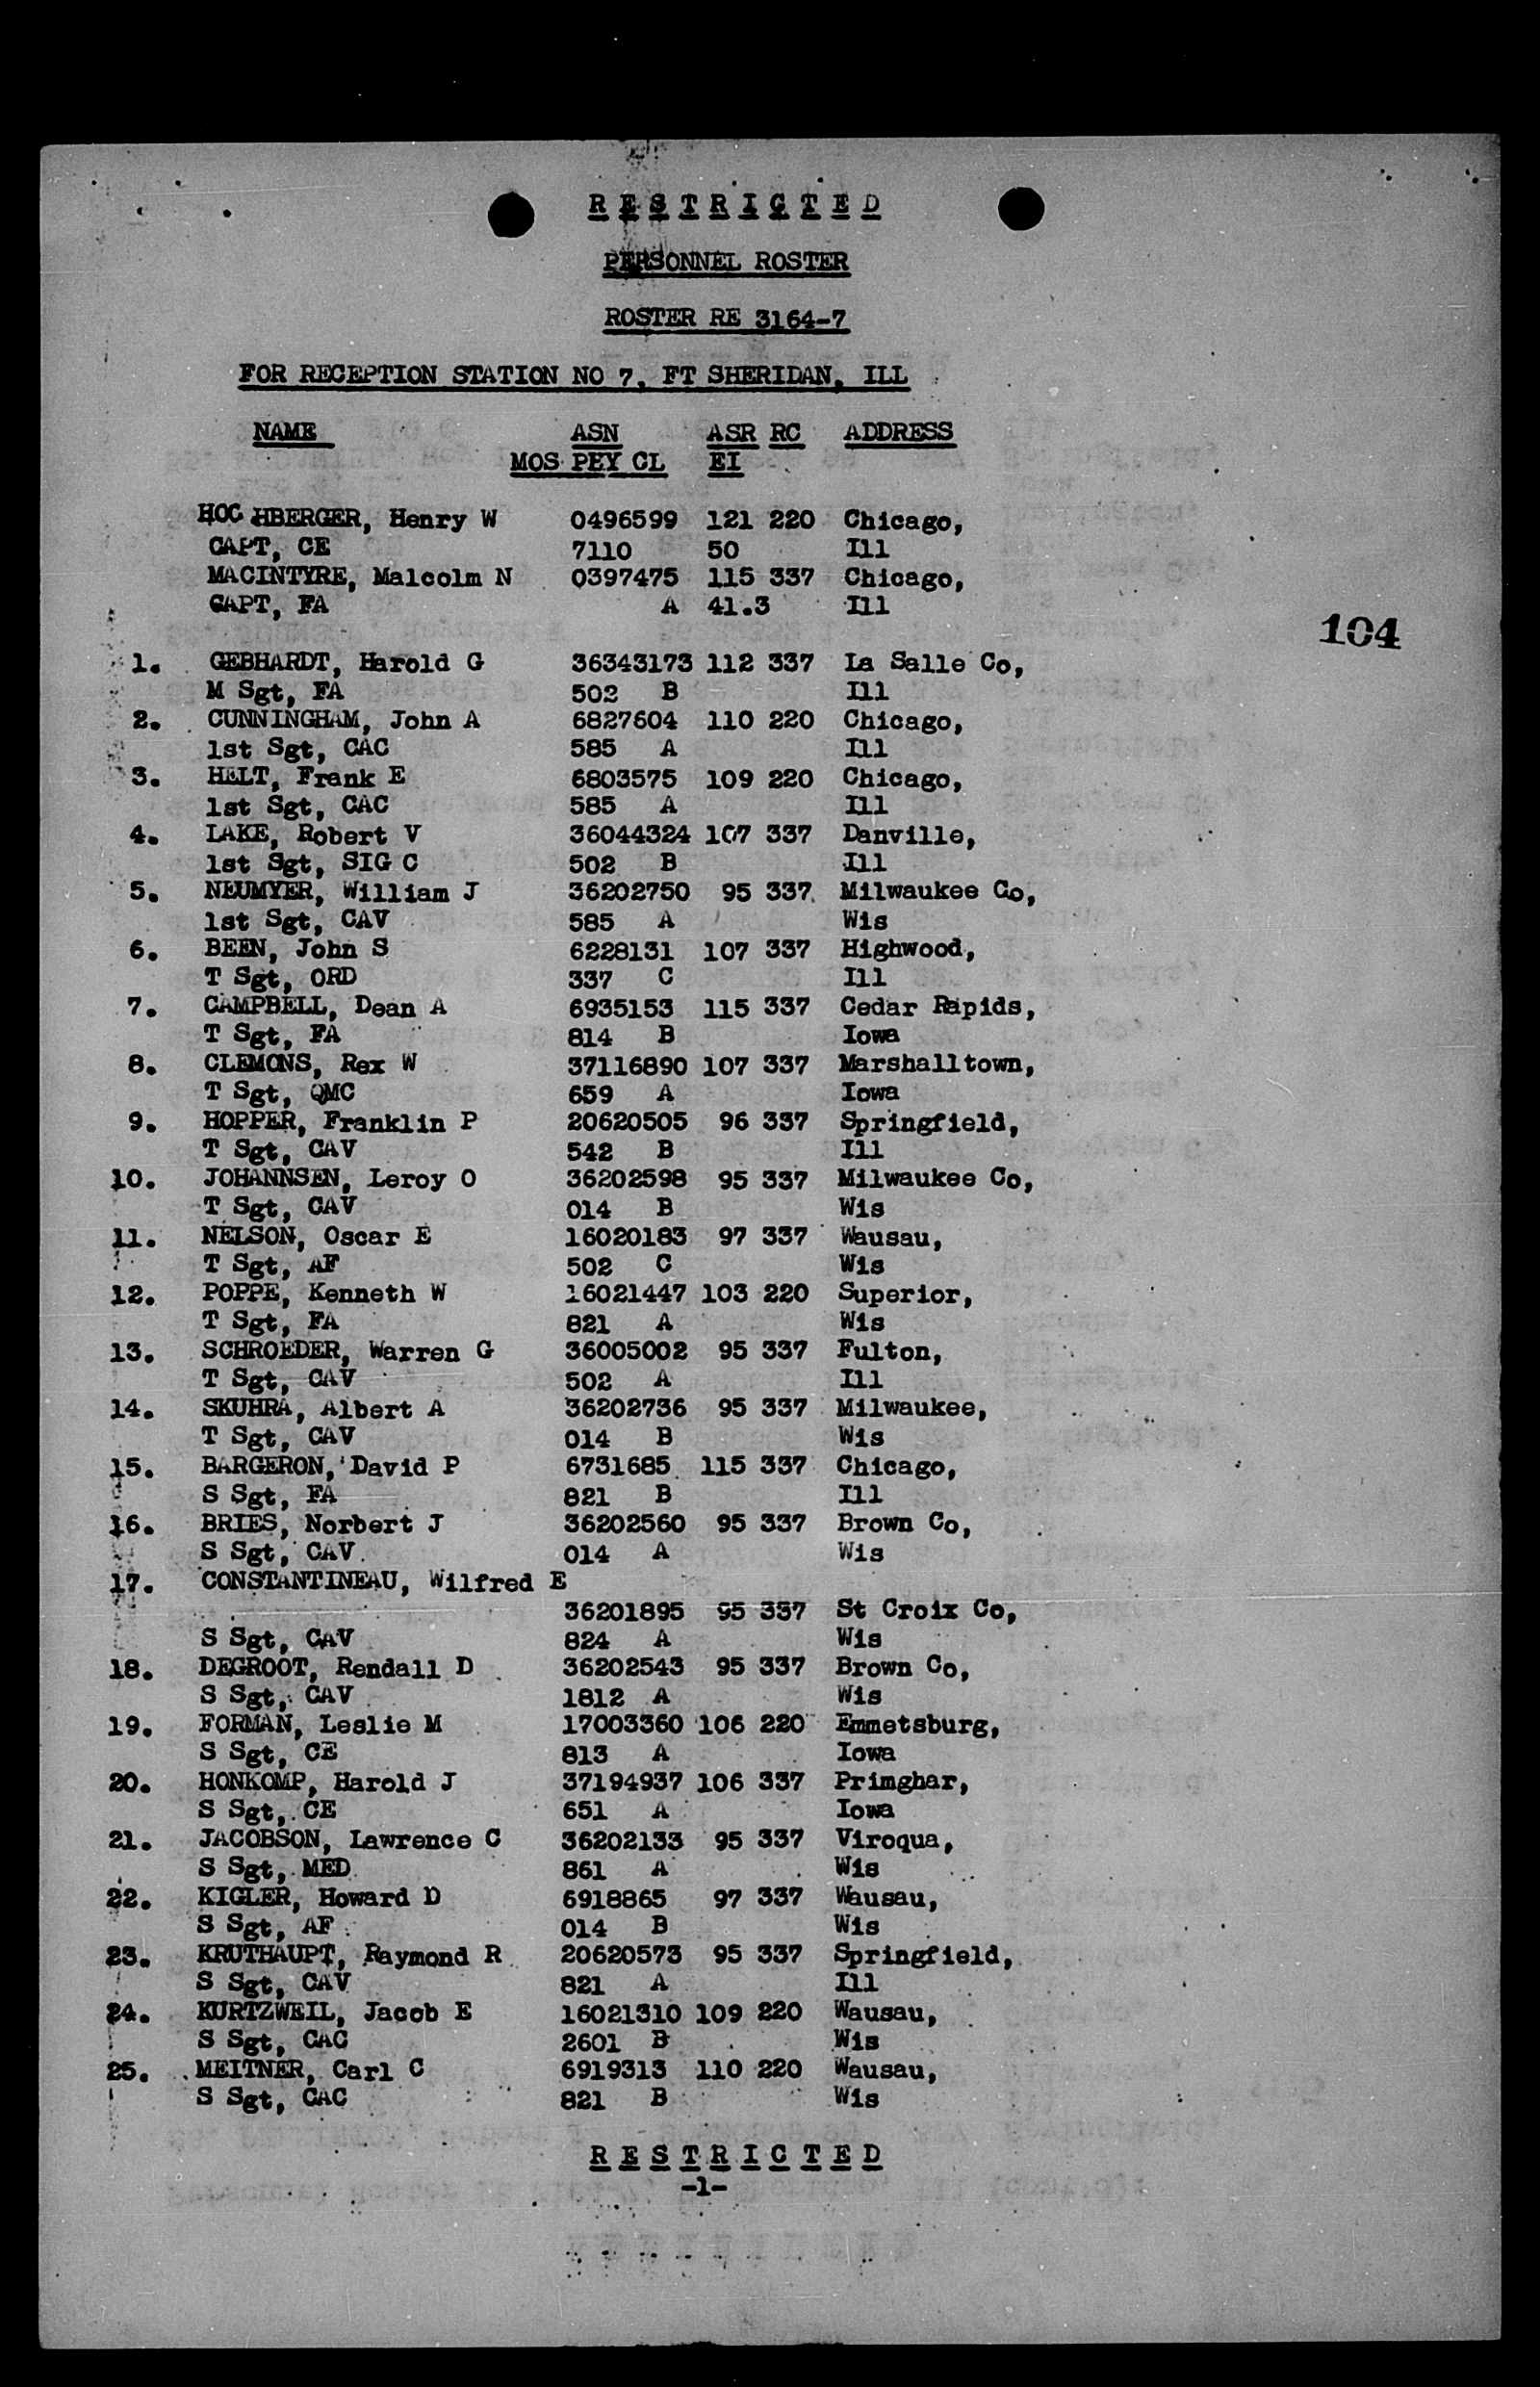 RESTRICTED
PERSONNEL ROSTER
ROSTER RE 3164-7
FOR RECEPTION STATION NO 7, FT SHERIDAN, ILL
NAME ASN ASR RC ADDRESS
MOS PEY CL EI
HOCHBERGER, Henry W 0496599 121 220 Chicago,
CAPT, CE 7110 50 Ill
MACINTYRE, Malcolm N 0397475 115 337 Chicago,
CAPT, FA A 41.3 Ill
104
1. GEBHARDT, Harold G 36343173 112 337 La Salle Co,
M Sgt, FA 502 B Ill
2. CUNNINGHAM, John A 6827604 110 220 Chicago,
1st Sgt, CAC 585 A Ill
3. HELT, Frank E 6803575 109 220 Chicago,
1st Sgt, CAC 585 A Ill
4. LAKE, Robert V 36044324 107 337 Danville,
1st Sgt, SIG C 502 B Ill
5. NEUMYER, William J 36202750 95 337 Milwaukee Co,
1st Sgt, CAV 585 A Wis
6. BEEN, John S 6228131 107 337 Highwood,
T Sgt, ORD 337 C Ill
7. CAMPBELL, Dean A 6935153 115 337 Cedar Rapids,
T Sgt, FA 814 B Iowa
8. CLEMONS, Rex W 37116890 107 337 Marshalltown,
T Sgt, QMC 659 A Iowa
9. HOPPER, Franklin P 20620505 96 337 Springfield,
T Sgt, CAV 542 B Ill
10. JOHANNSEN, Leroy O 36202598 95 337 Milwaukee Co,
T Sgt, CAV 014 B Wis
11. NELSON, Oscar E 16020183 97 337 Wausau,
T Sgt, AF 502 C Wis
12. POPPE, Kenneth W 16021447 103 220 Superior,
T Sgt, FA 821 A Wis
13. SCHROEDER, Warren G 36005002 95 337 Fulton,
T Sgt, CAV 502 A Ill
14. SKUHRA, Albert A 36202736 95 337 Milwaukee,
T Sgt, CAV 014 B Wis
15. BARGERON, David P 6731685 115 337 Chicago,
S Sgt, FA 821 B Ill
16. BRIES, Norbert J 36202560 95 337 Brown Co,
S Sgt, CAV 014 A Wis
17. CONSTANTINEAU, Wilfred E
36201895 95 337 St Croix Co,
S Sgt, CAV 824 A Wis
18. DEGROOT, Rendall D 36202543 95 337 Brown Co,
S Sgt, CAV 1812 A Wis
19. FORMAN, Leslie M 17003360 106 220 Emmetsburg,
S Sgt, CE 813 A Iowa
20. HONKOMP, Harold J 37194937 106 337 Primghar,
S Sgt, CE 651 A Iowa
21. JACOBSON, Lawrence C 36202133 95 337 Viroqua,
S Sgt, MED 861 A Wis
22. KIGLER, Howard D 6918865 97 337 Wausau,
S Sgt, AF 014 B Wis
23. KRUTHAUPT, Raymond R 20620573 95 337 Springfield,
S Sgt, CAV 821 A Ill
24. KURTZWEIL, Jacob E 16021310 109 220 Wausau,
S Sgt, CAC 2601 B Wis
25. MEITNER, Carl C 6919313 110 220 Wausau,
S Sgt, CAC 821 B Wis
RESTRICTED
-1-